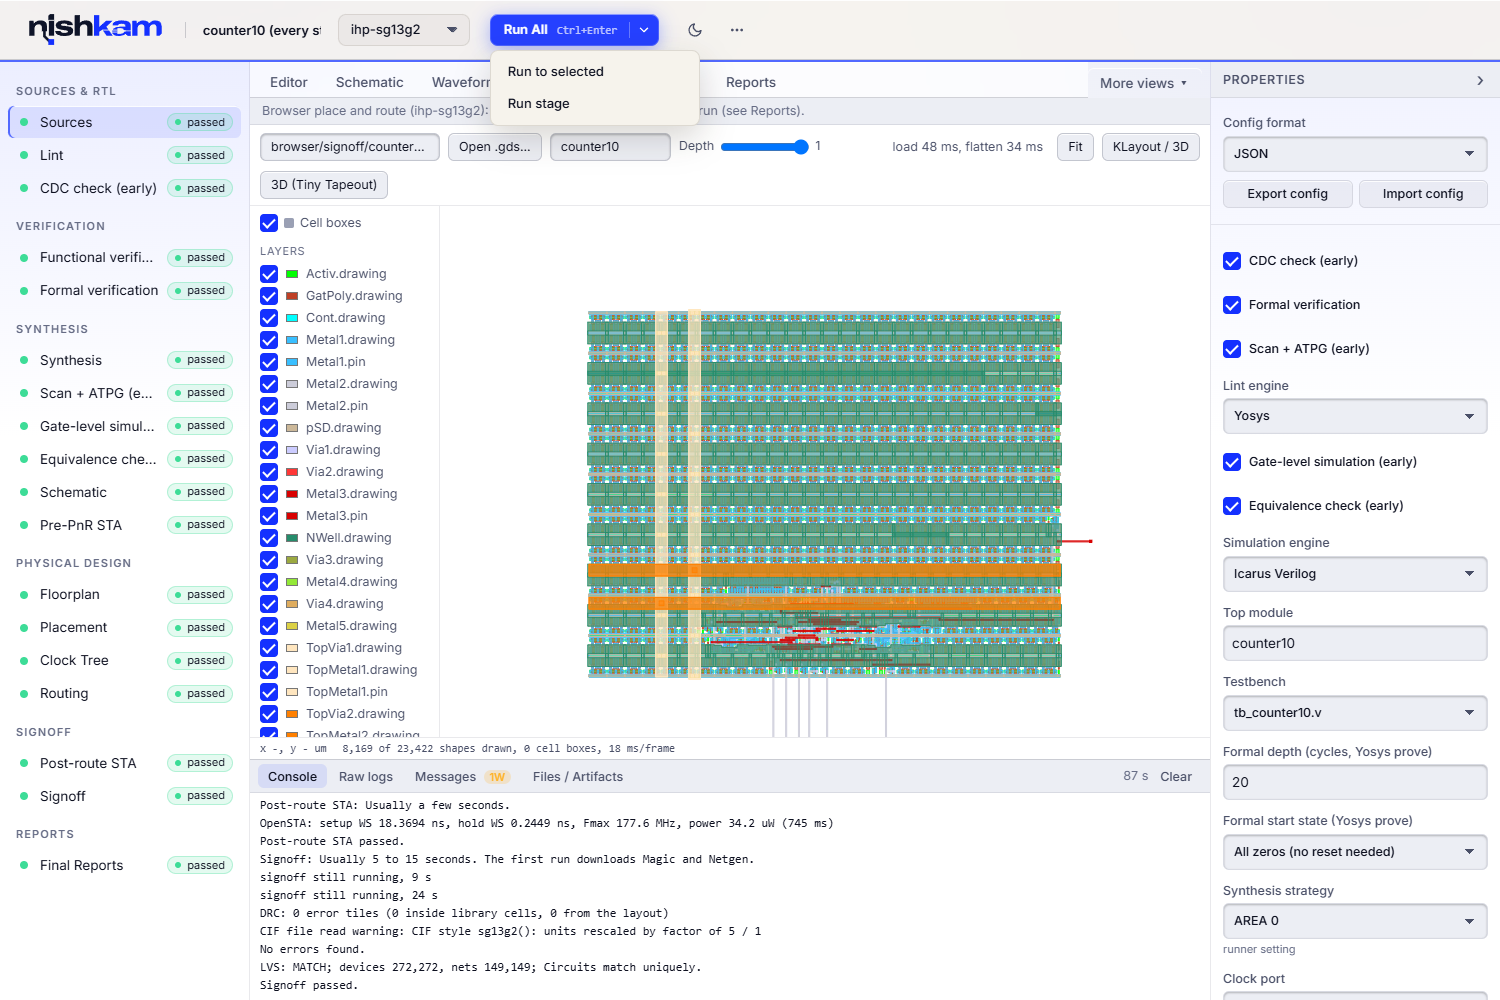 nishkam
counter10 (every s
ihp-sg13g2
Run All Ctrl+Enter
Run to selected
Run stage
SOURCES & RTL
Sources passed
Lint passed
CDC check (early) passed
VERIFICATION
Functional verifi... passed
Formal verification passed
SYNTHESIS
Synthesis passed
Scan + ATPG (e... passed
Gate-level simul... passed
Equivalence che... passed
Schematic passed
Pre-PnR STA passed
PHYSICAL DESIGN
Floorplan passed
Placement passed
Clock Tree passed
Routing passed
SIGNOFF
Post-route STA passed
Signoff passed
REPORTS
Final Reports passed
Editor Schematic Wavefor Reports More views
Browser place and route (ihp-sg13g2): run (see Reports).
browser/signoff/counter... Open .gds... counter10 Depth 1 load 48 ms, flatten 34 ms Fit KLayout / 3D
3D (Tiny Tapeout)
Cell boxes
LAYERS
Activ.drawing
GatPoly.drawing
Cont.drawing
Metal1.drawing
Metal1.pin
Metal2.drawing
Metal2.pin
pSD.drawing
Via1.drawing
Via2.drawing
Metal3.drawing
Metal3.pin
NWell.drawing
Via3.drawing
Metal4.drawing
Via4.drawing
Metal5.drawing
TopVia1.drawing
TopMetal1.drawing
TopMetal1.pin
TopVia2.drawing
TopMetal2.drawing
x -, y - um 8,169 of 23,422 shapes drawn, 0 cell boxes, 18 ms/frame
Console Raw logs Messages 1W Files / Artifacts 87 s Clear
Post-route STA: Usually a few seconds.
OpenSTA: setup WS 18.3694 ns, hold WS 0.2449 ns, Fmax 177.6 MHz, power 34.2 uW (745 ms)
Post-route STA passed.
Signoff: Usually 5 to 15 seconds. The first run downloads Magic and Netgen.
signoff still running, 9 s
signoff still running, 24 s
DRC: 0 error tiles (0 inside library cells, 0 from the layout)
CIF file read warning: CIF style sg13g2(): units rescaled by factor of 5 / 1
No errors found.
LVS: MATCH; devices 272,272, nets 149,149; Circuits match uniquely.
Signoff passed.
PROPERTIES
Config format
JSON
Export config Import config
CDC check (early)
Formal verification
Scan + ATPG (early)
Lint engine
Yosys
Gate-level simulation (early)
Equivalence check (early)
Simulation engine
Icarus Verilog
Top module
counter10
Testbench
tb_counter10.v
Formal depth (cycles, Yosys prove)
20
Formal start state (Yosys prove)
All zeros (no reset needed)
Synthesis strategy
AREA 0
runner setting
Clock port